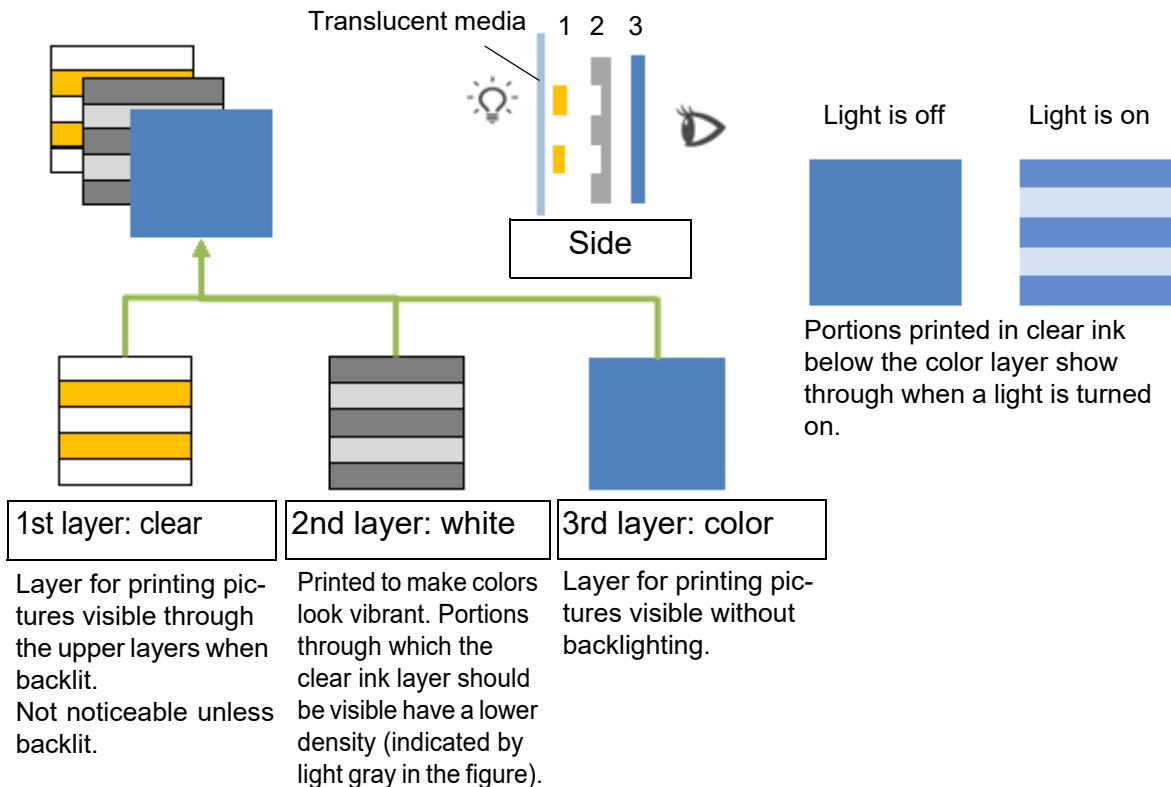 Translucent media
1 2 3
Side
Light is off
Light is on
Portions printed in clear ink
below the color layer show
through when a light is turned
on.
1st layer: clear
Layer for printing pic-
tures visible through
the upper layers when
backlit.
Not noticeable unless
backlit.
2nd layer: white
Printed to make colors
look vibrant. Portions
through which the
clear ink layer should
be visible have a lower
density (indicated by
light gray in the figure).
3rd layer: color
Layer for printing pic-
tures visible without
backlighting.